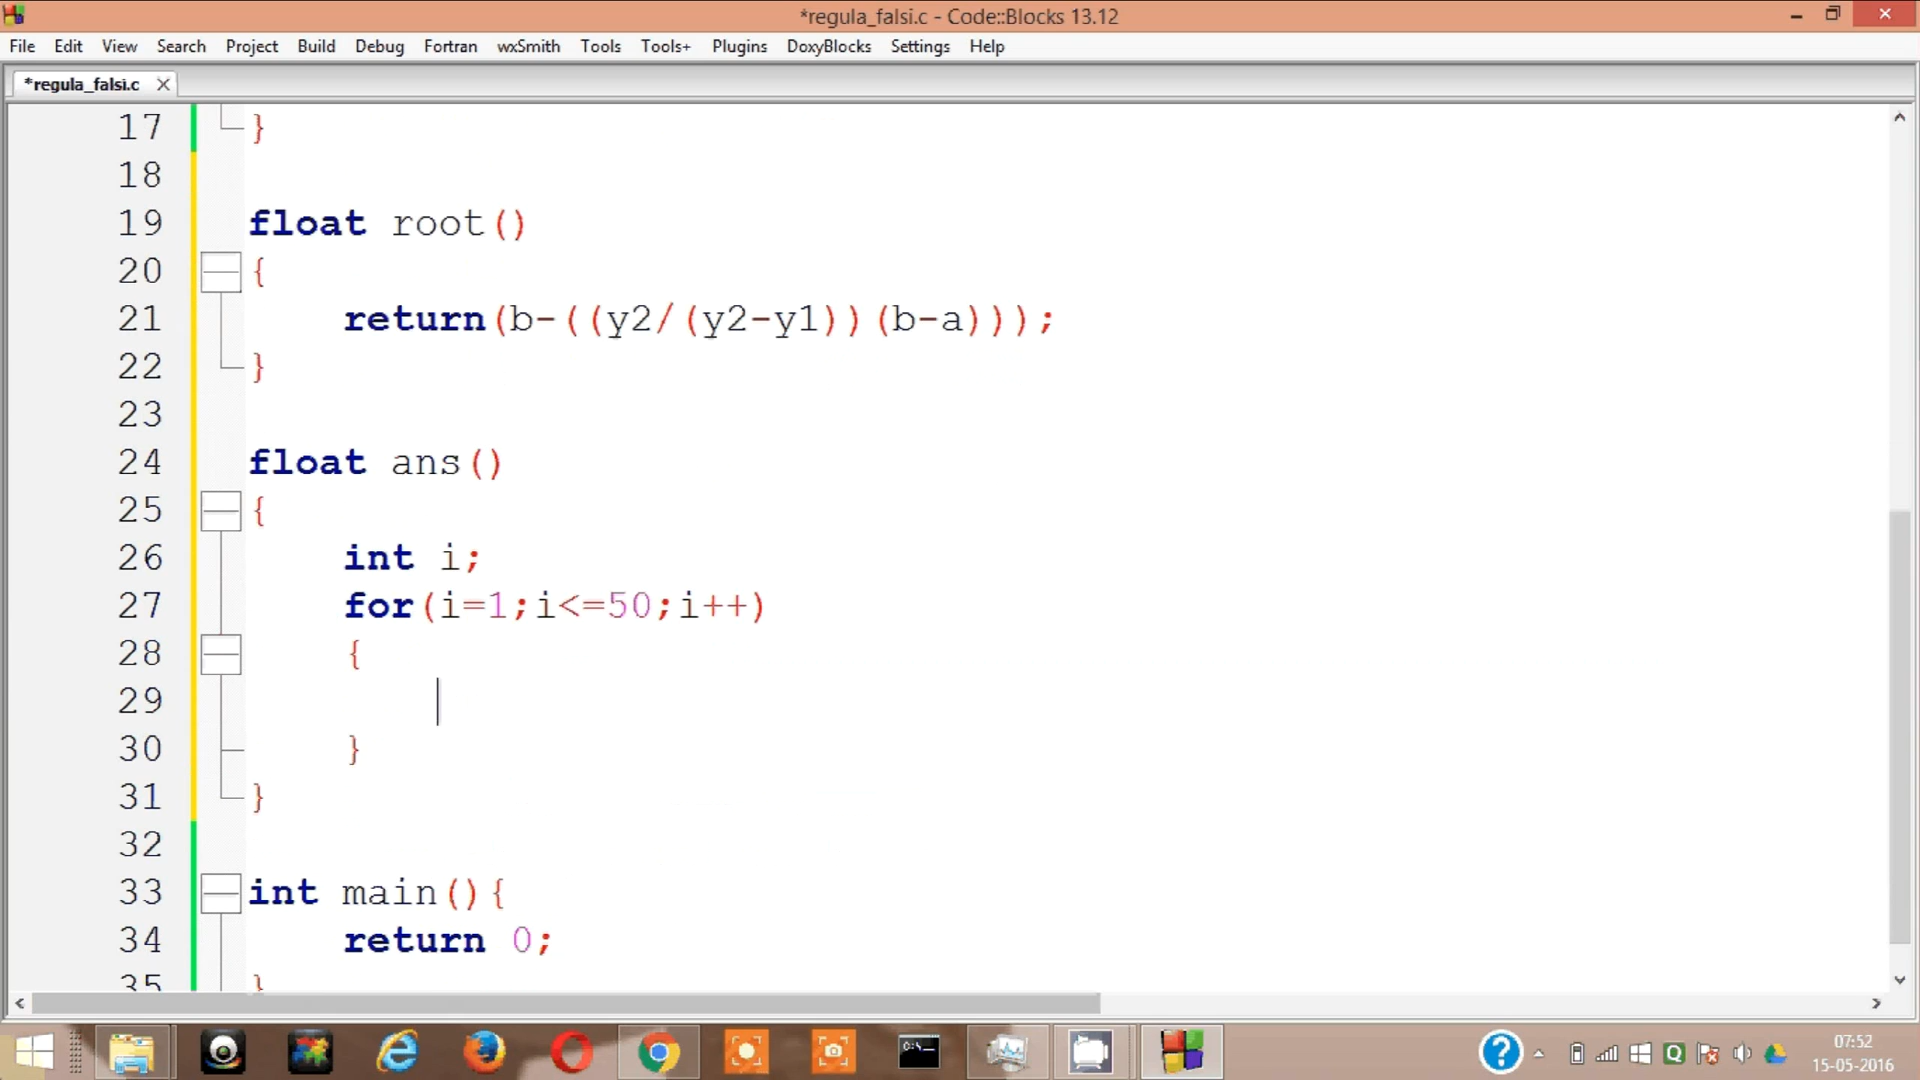 *regula_falsi.c - Code::Blocks 13.12
File Edit View Search Project Build Debug Fortran wxSmith Tools Tools+ Plugins DoxyBlocks Settings Help
*regula_falsi.c
17 }
18
19 float root()
20 {
21 return(b-((y2/(y2-y1))(b-a)));
22 }
23
24 float ans()
25 {
26 int i;
27 for(i=1;i<=50;i++)
28 {
29
30 }
31 }
32
33 int main(){
34 return 0;
35 }
07:52
15-05-2016